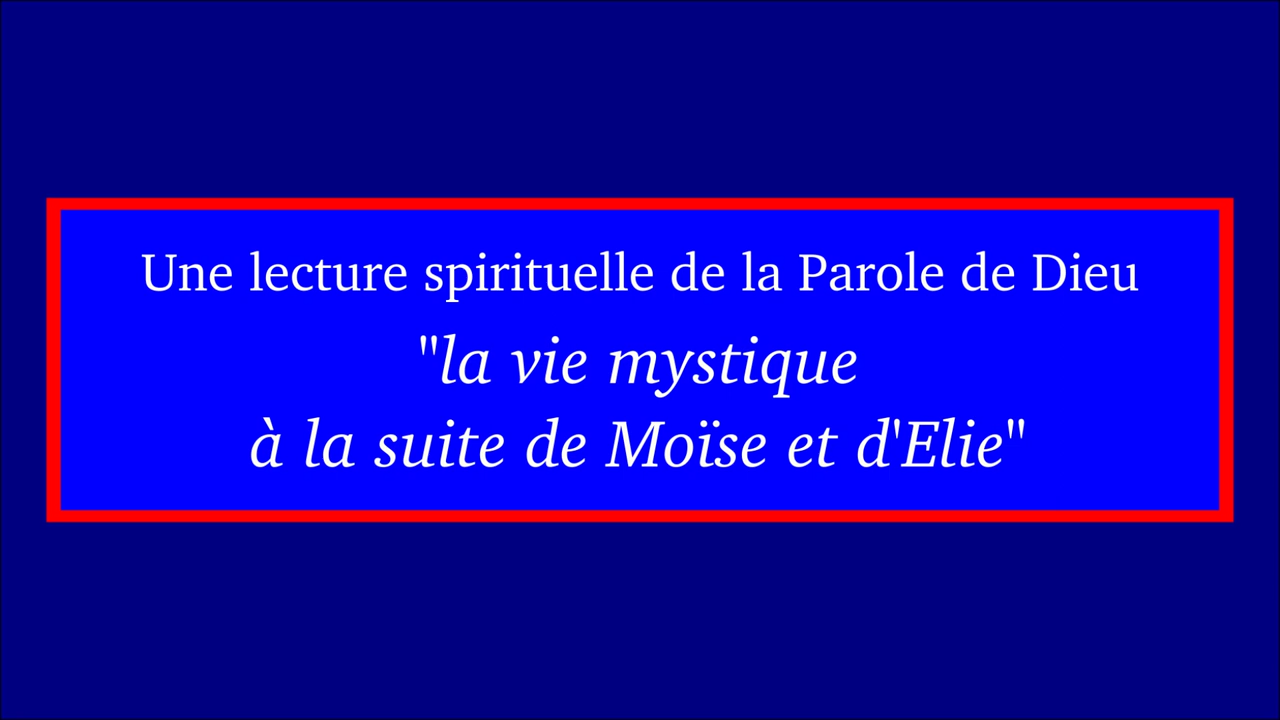 Une lecture spirituelle de la Parole de Dieu
"la vie mystique
à la suite de Moïse et d'Elie"